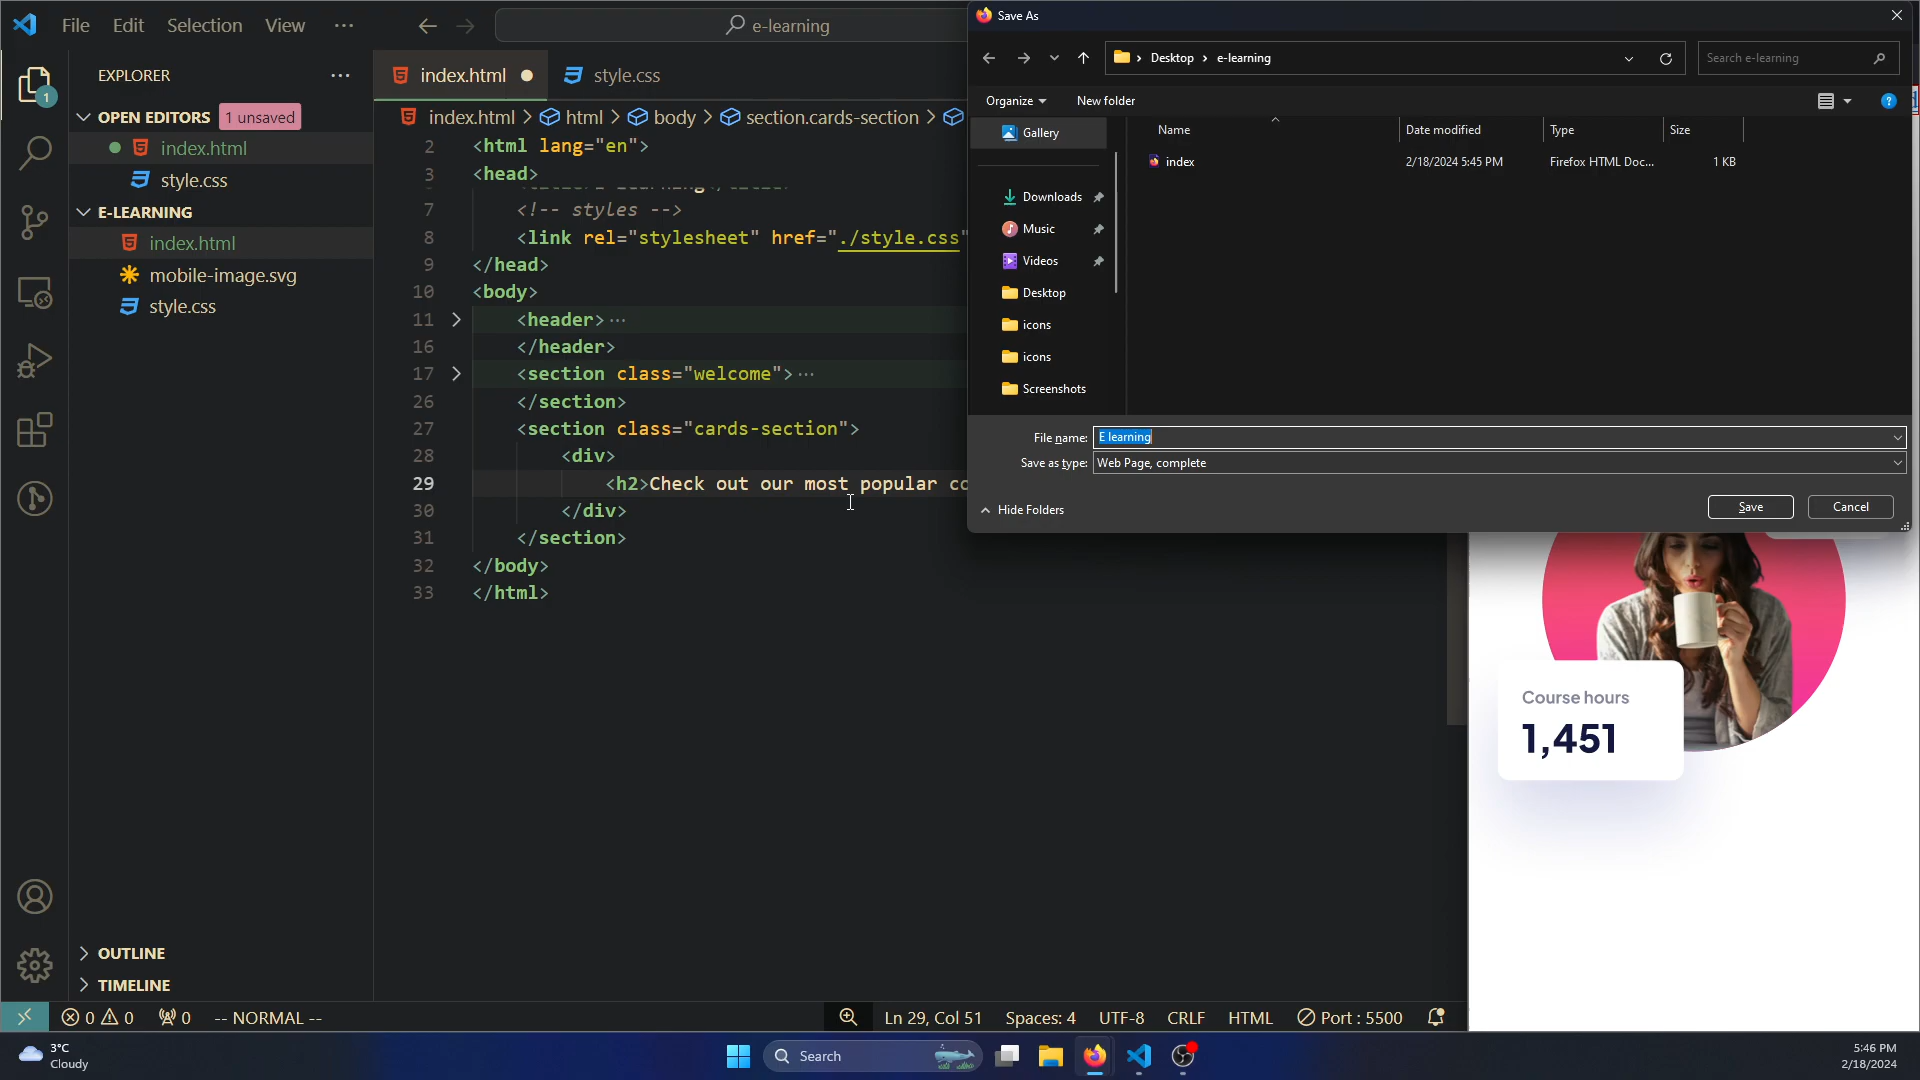 File Edit Selection View ···
e-learning
EXPLORER
OPEN EDITORS 1 unsaved
index.html
style.css
E-LEARNING
index.html
mobile-image.svg
style.css
OUTLINE
TIMELINE
index.html style.css
index.html > html > body > section.cards-section >
2 <html lang="en">
3 <head>
7 <!-- styles -->
8 <link rel="stylesheet" href="./style.css"
9 </head>
10 <body>
11 <header>···
16 </header>
17 <section class="welcome">···
26 </section>
27 <section class="cards-section">
28 <div>
29 <h2>Check out our most popular co
30 </div>
31 </section>
32 </body>
33 </html>
Save As
Desktop > e-learning
Search e-learning
Organize New folder
Gallery
Downloads
Music
Videos
Desktop
icons
icons
Screenshots
Name Date modified Type Size
index 2/18/2024 5:45 PM Firefox HTML Doc... 1 KB
File name: E learning
Save as type: Web Page, complete
Hide Folders
Save Cancel
Course hours
1,451
0 0 0 -- NORMAL --
Ln 29, Col 51 Spaces: 4 UTF-8 CRLF HTML Port : 5500
3°C
Cloudy
Search
5:46 PM
2/18/2024